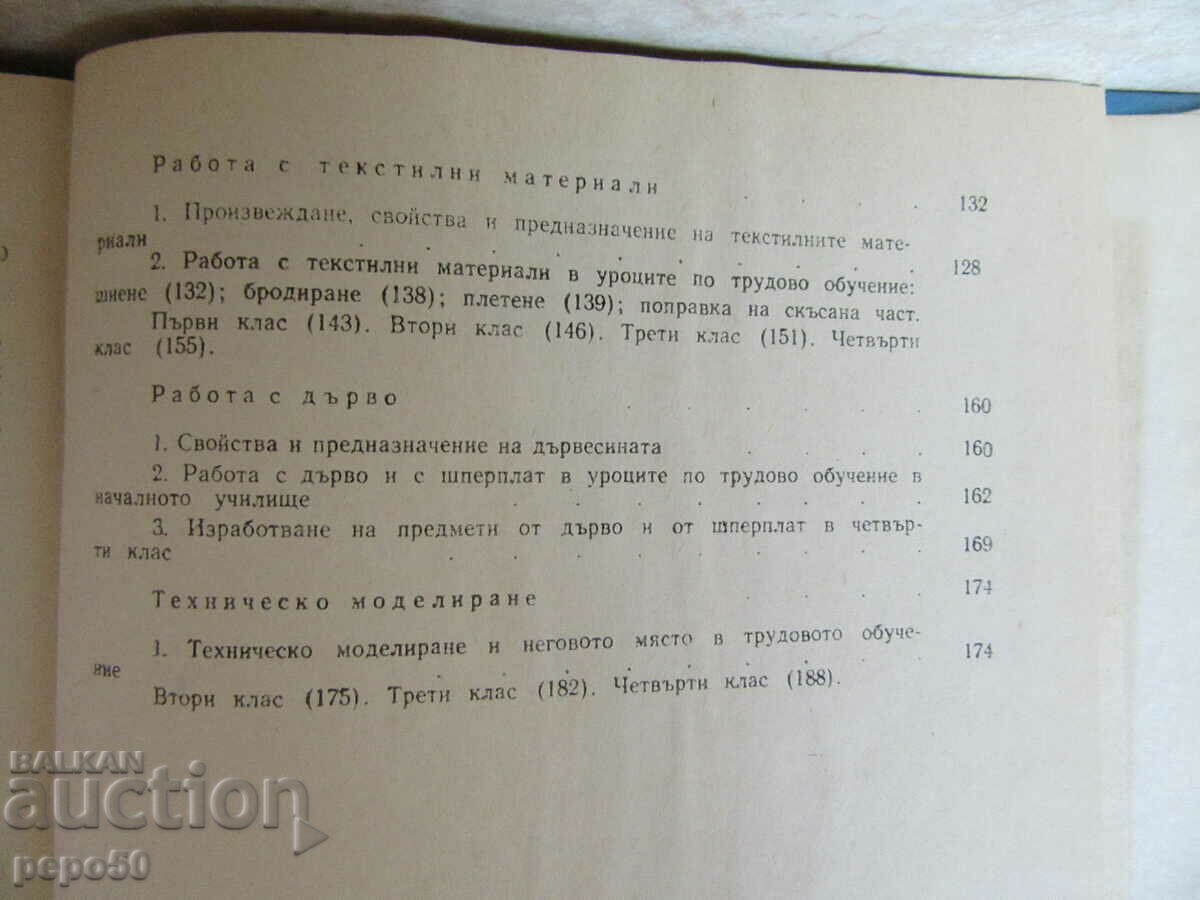 Работа с текстилни материали . . . . 132
1. Произвеждане, свойства и предназначение на текстилните мате-
риали . . . . . . . . . . 128
2. Работа с текстилни материали в уроците по трудово обучение:
шиене (132); бродиране (138); плетене (139); поправка на скъсана част.
Първи клас (143). Втори клас (146). Трети клас (151). Четвърти
клас (155).
Работа с дърво . . . . . . . . 160
1. Свойства и предназначение на дървесината . . . . 160
2. Работа с дърво и с шперплат в уроците по трудово обучение в
началното училище . . . . . . . . 162
3. Изработване на предмети от дърво и от шперплат в четвър-
ти клас . . . . . . . . . 169
Техническо моделиране . . . . 174
1. Техническо моделиране и неговото място в трудовото обуче-
ние . . . . . . . . . 174
Втори клас (175). Трети клас (182). Четвърти клас (188).
BALKAN
auction
pepo50